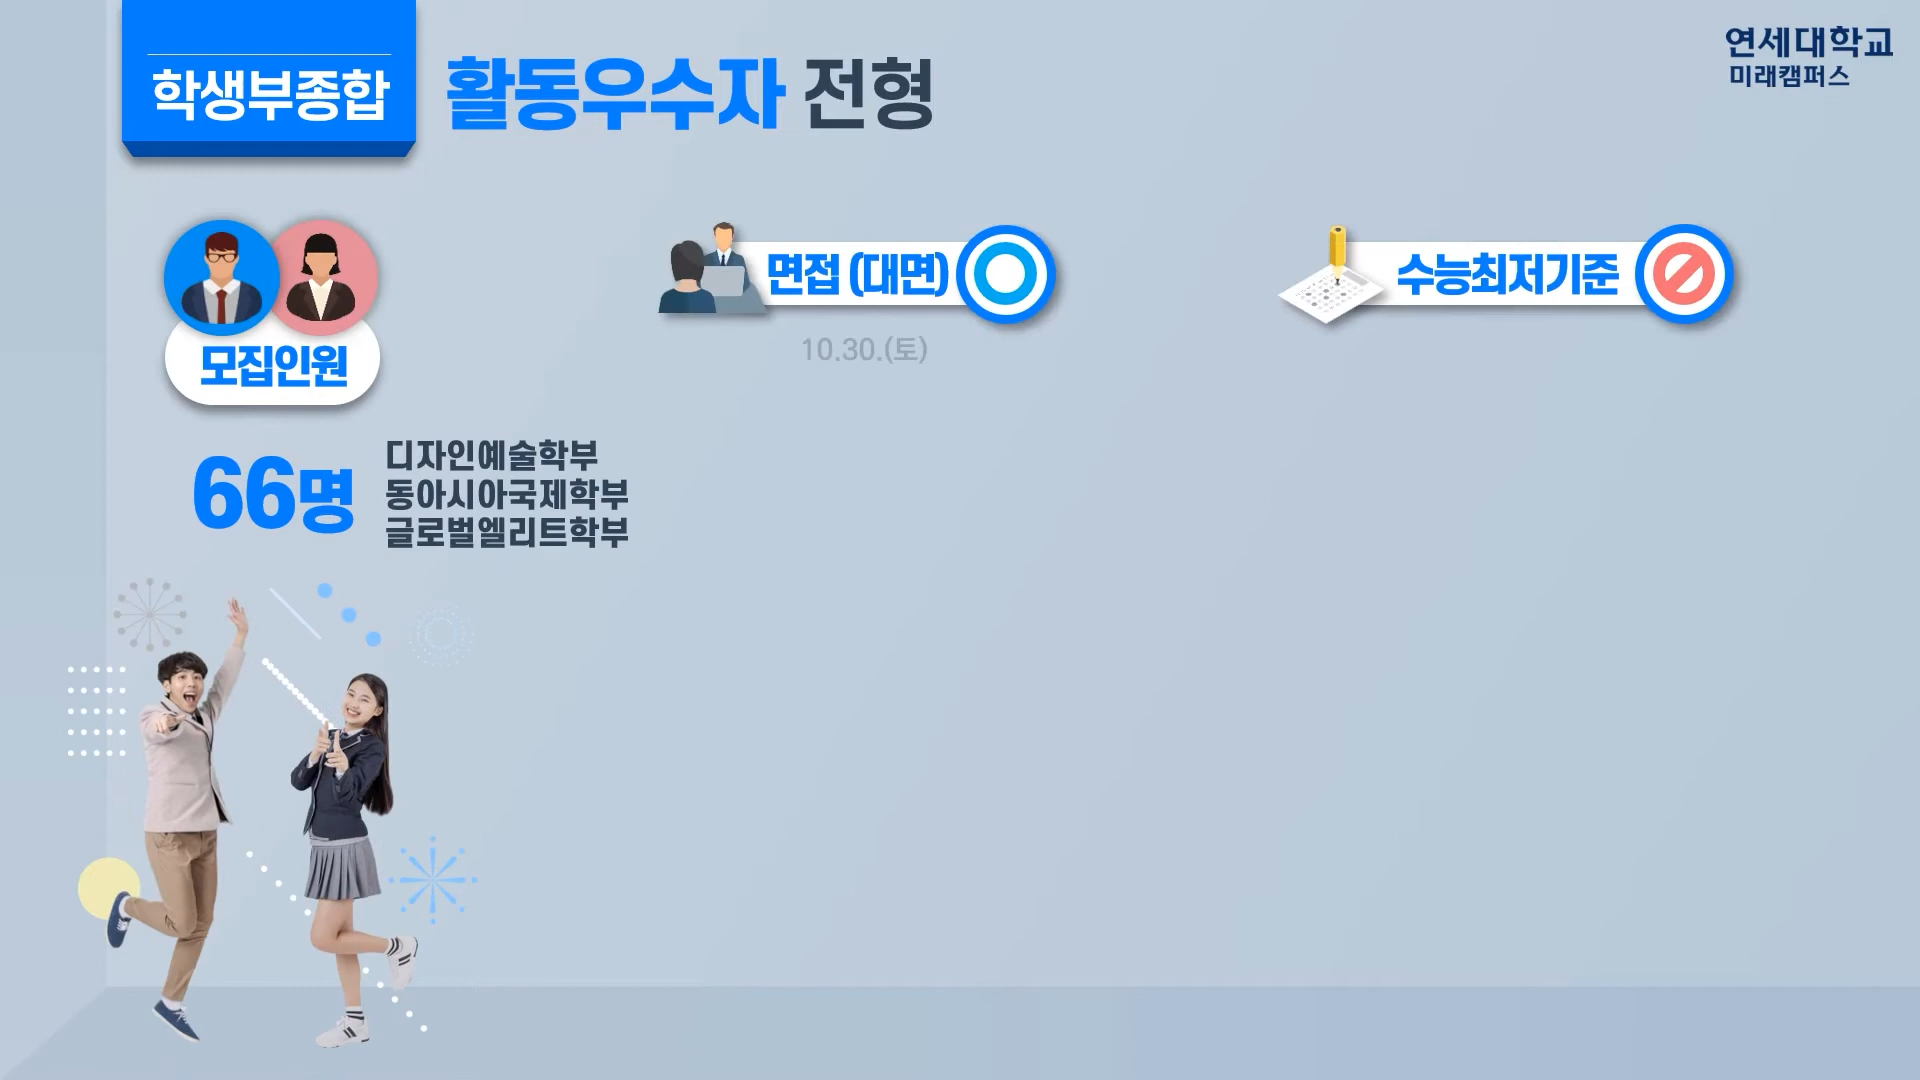 학생부종합
활동우수자 전형
연세대학교
미래캠퍼스
모집인원
면접 (대면)
10.30.(토)
수능최저기준
66명
디자인예술학부
동아시아국제학부
글로벌엘리트학부